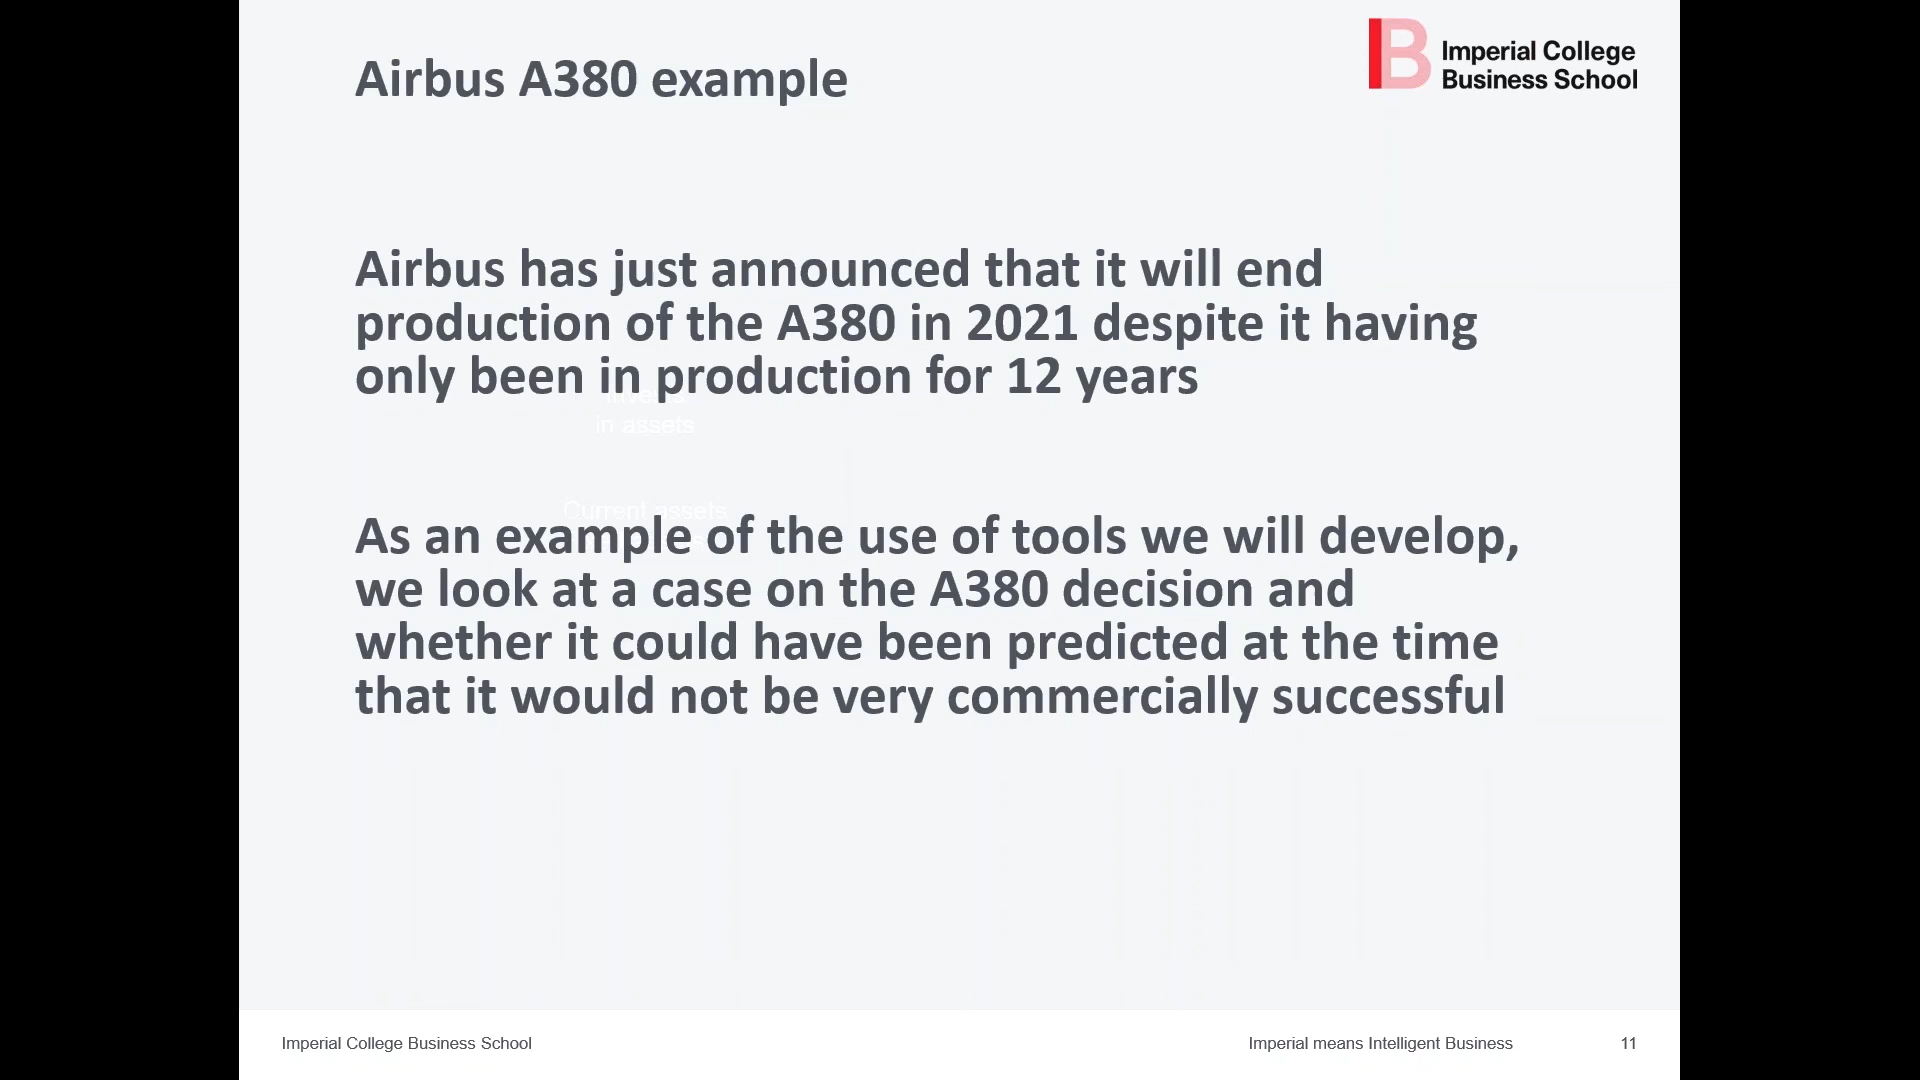 Airbus A380 example
Imperial College
Business School
Airbus has just announced that it will end
production of the A380 in 2021 despite it having
only been in production for 12 years
in assets
Current assets
As an example of the use of tools we will develop,
we look at a case on the A380 decision and
whether it could have been predicted at the time
that it would not be very commercially successful
Imperial College Business School
Imperial means Intelligent Business
11